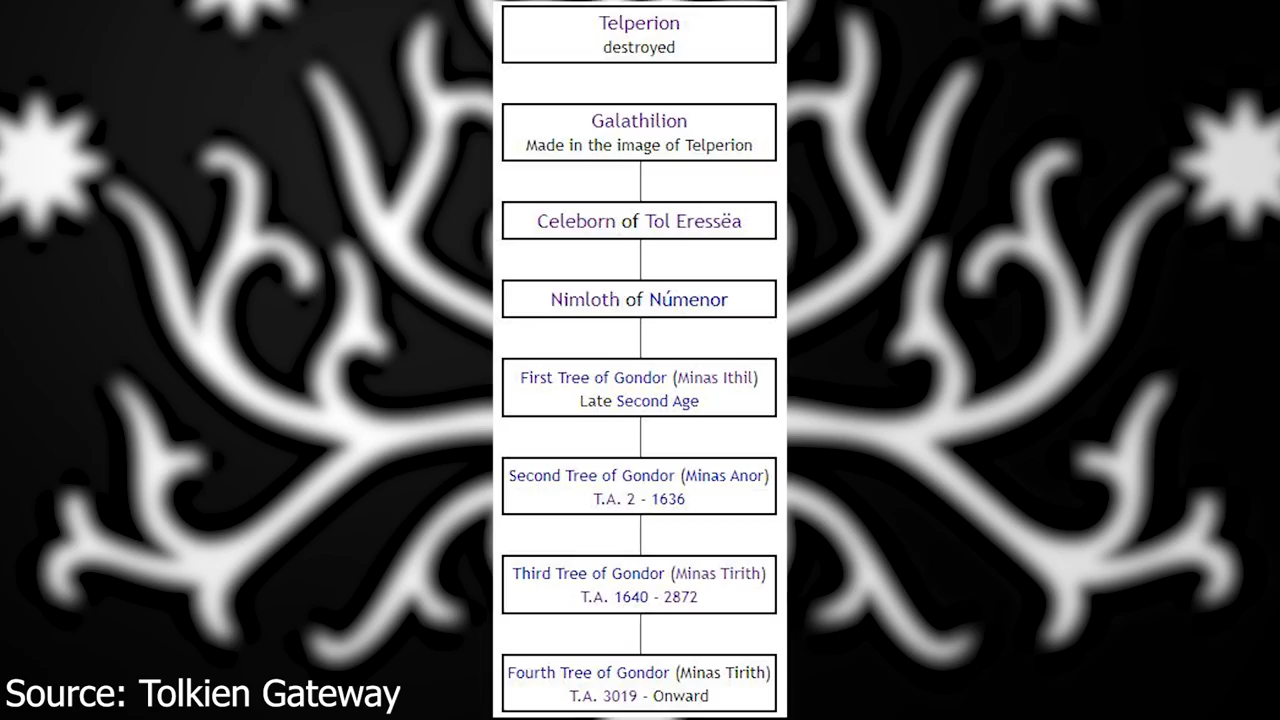 Telperion
destroyed
Galathilion
Made in the image of Telperion
Celeborn of Tol Eressëa
Nimloth of Númenor
First Tree of Gondor (Minas Ithil)
Late Second Age
Second Tree of Gondor (Minas Anor)
T.A. 2 - 1636
Third Tree of Gondor (Minas Tirith)
T.A. 1640 - 2872
Fourth Tree of Gondor (Minas Tirith)
T.A. 3019 - Onward
Source: Tolkien Gateway